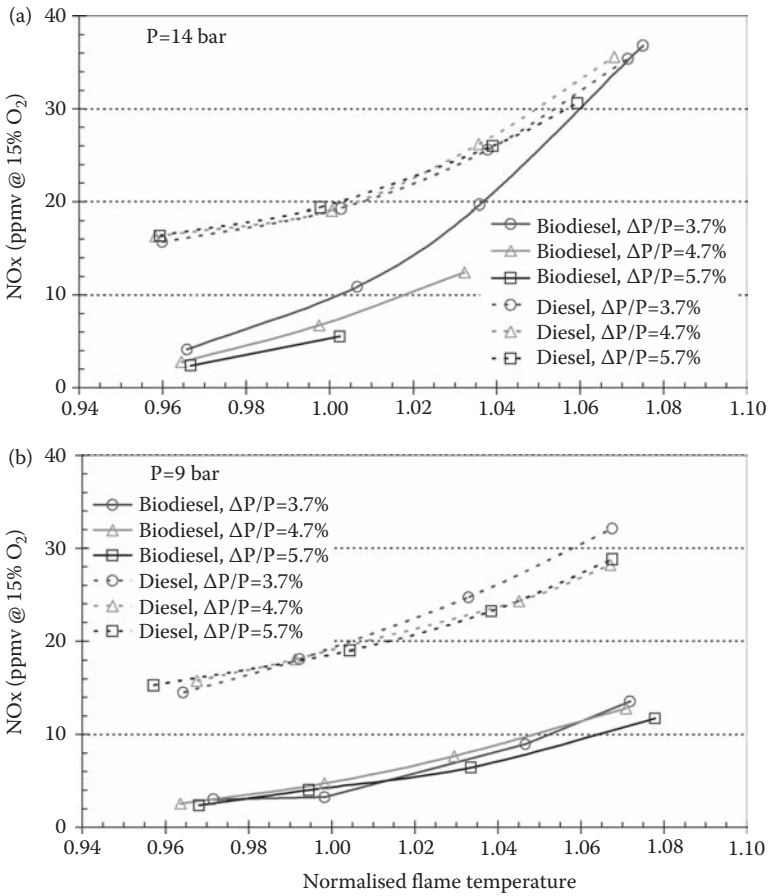 (a)
P=14 bar
NOx (ppmv @ 15% O₂)
40
30
20
10
0
Biodiesel, ΔP/P=3.7%
Biodiesel, ΔP/P=4.7%
Biodiesel, ΔP/P=5.7%
Diesel, ΔP/P=3.7%
Diesel, ΔP/P=4.7%
Diesel, ΔP/P=5.7%
0.94 0.96 0.98 1.00 1.02 1.04 1.06 1.08 1.10
(b)
P=9 bar
NOx (ppmv @ 15% O₂)
40
30
20
10
0
Biodiesel, ΔP/P=3.7%
Biodiesel, ΔP/P=4.7%
Biodiesel, ΔP/P=5.7%
Diesel, ΔP/P=3.7%
Diesel, ΔP/P=4.7%
Diesel, ΔP/P=5.7%
0.94 0.96 0.98 1.00 1.02 1.04 1.06 1.08 1.10
Normalised flame temperature